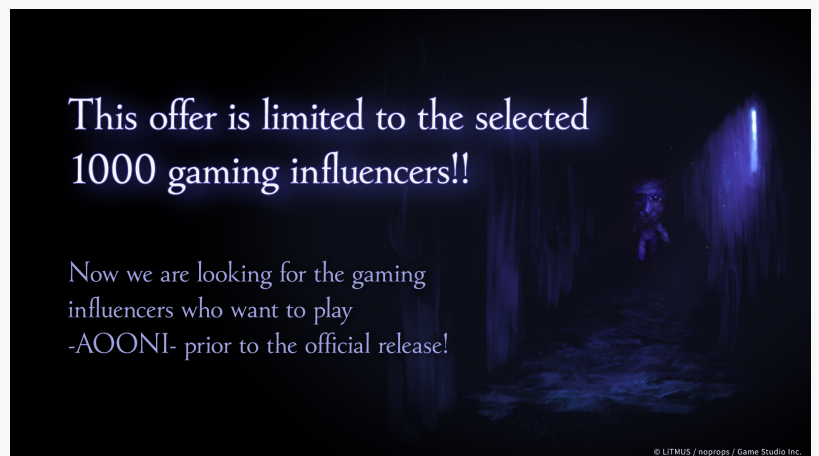 This offer is limited to the selected
1000 gaming influencers!!
Now we are looking for the gaming
influencers who want to play
-AOONI- prior to the official release!
© LiTMUS / noprops / Game Studio Inc.